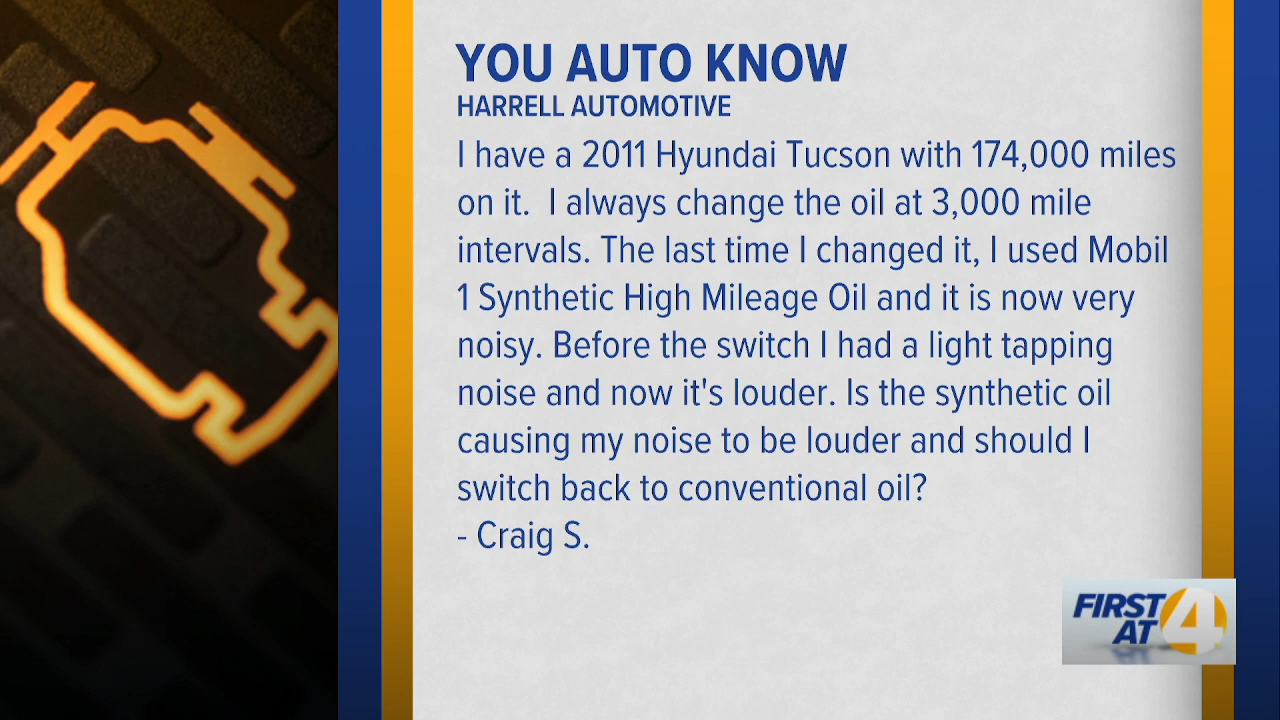 YOU AUTO KNOW
HARRELL AUTOMOTIVE
I have a 2011 Hyundai Tucson with 174,000 miles
on it.  I always change the oil at 3,000 mile
intervals. The last time I changed it, I used Mobil
1 Synthetic High Mileage Oil and it is now very
noisy. Before the switch I had a light tapping
noise and now it's louder. Is the synthetic oil
causing my noise to be louder and should I
switch back to conventional oil?
- Craig S.
FIRST
AT 4